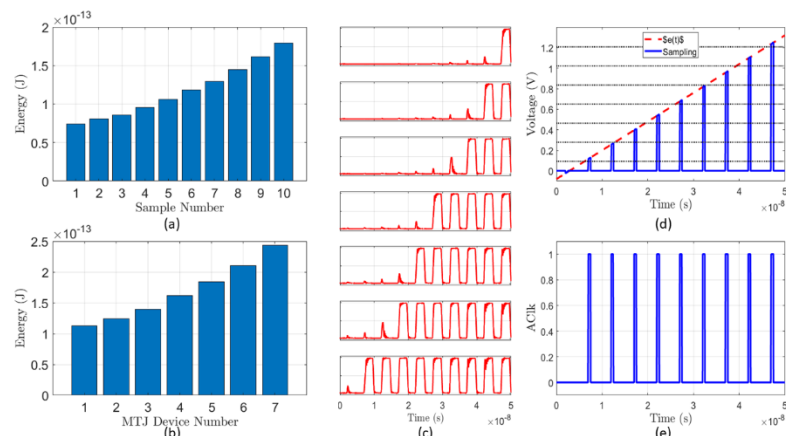 2 ×10⁻¹³
1.5
1
0.5
0
Energy (J)
1 2 3 4 5 6 7 8 9 10
Sample Number
(a)
2.5 ×10⁻¹³
2
1.5
1
0.5
0
Energy (J)
1 2 3 4 5 6 7
MTJ Device Number
(b)
0 1 2 3 4 5
Time (s) ×10⁻⁸
(c)
$e(t)$
Sampling
1.2
1
0.8
0.6
0.4
0.2
0
Voltage (V)
0 1 2 3 4 5
Time (s) ×10⁻⁸
(d)
1
0.8
0.6
0.4
0.2
0
AClk
0 1 2 3 4 5
Time (s) ×10⁻⁸
(e)